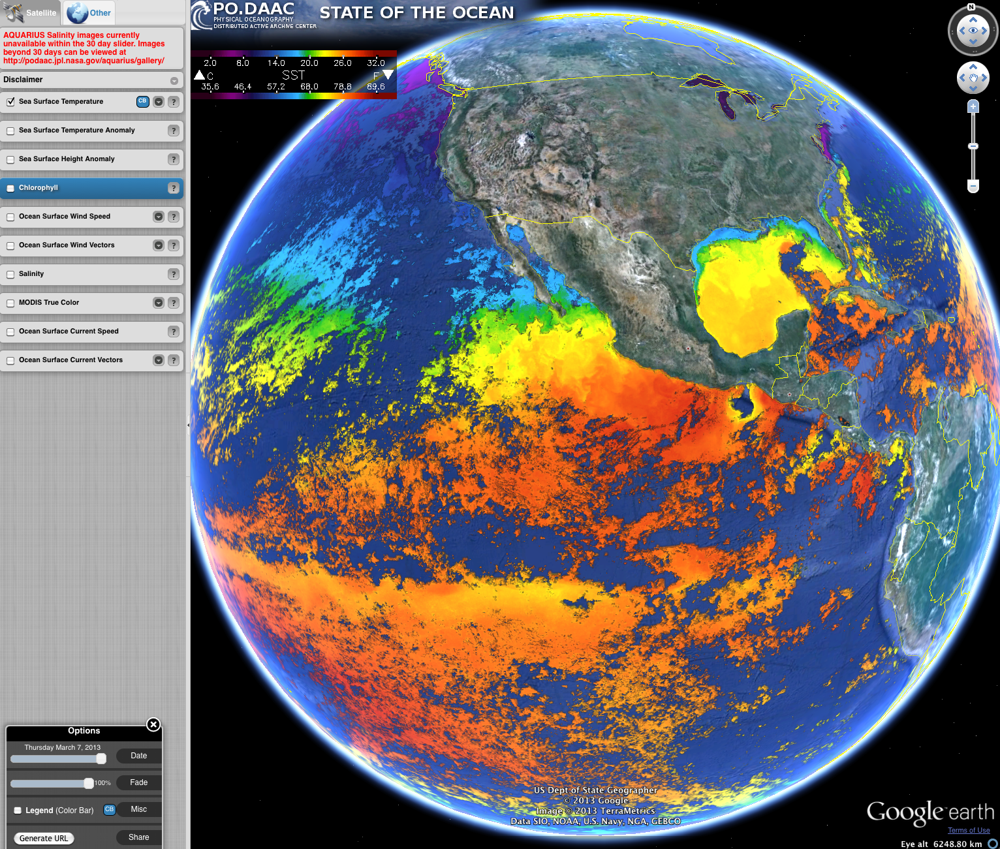 Satellite
Other
AQUARIUS Salinity images currently
unavailable within the 30 day slider. Images
beyond 30 days can be viewed at
http://podaac.jpl.nasa.gov/aquarius/gallery/
Disclaimer
Sea Surface Temperature CB ?
Sea Surface Temperature Anomaly ?
Sea Surface Height Anomaly ?
Chlorophyll ?
Ocean Surface Wind Speed ?
Ocean Surface Wind Vectors ?
Salinity ?
MODIS True Color ?
Ocean Surface Current Speed ?
Ocean Surface Current Vectors ?
Options
Thursday March 7, 2013
Date
100%
Fade
Legend (Color Bar) CB Misc
Generate URL
Share
PO.DAAC
PHYSICAL OCEANOGRAPHY
DISTRIBUTED ACTIVE ARCHIVE CENTER
STATE OF THE OCEAN
2.0 8.0 14.0 20.0 26.0 32.0
C SST F
35.6 46.4 57.2 68.0 78.8 89.6
N
US Dept of State Geographer
© 2013 Google
Image © 2013 TerraMetrics
Data SIO, NOAA, U.S. Navy, NGA, GEBCO
Google earth
Terms of Use
Eye alt 6248.80 km